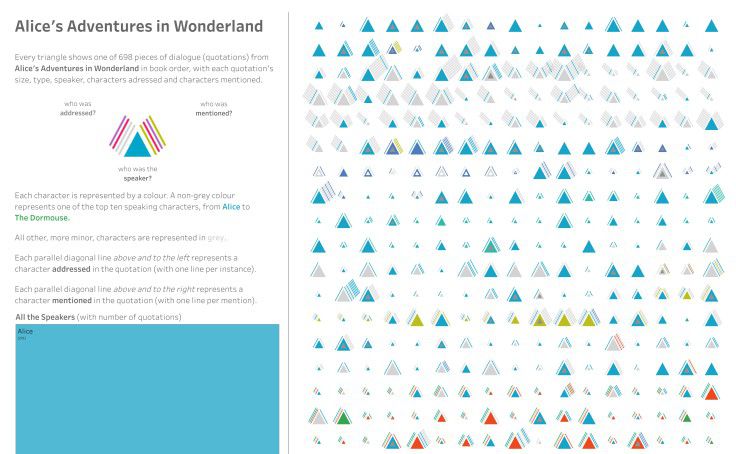 Alice's Adventures in Wonderland
Every triangle shows one of 698 pieces of dialogue (quotations) from
Alice's Adventures in Wonderland in book order, with each quotation's
size, type, speaker, characters adressed and characters mentioned.
who was
addressed?
who was
mentioned?
who was the
speaker?
Each character is represented by a colour. A non-grey colour
represents one of the top ten speaking characters, from Alice to
The Dormouse.
All other, more minor, characters are represented in grey.
Each parallel diagonal line above and to the left represents a
character addressed in the quotation (with one line per instance).
Each parallel diagonal line above and to the right represents a
character mentioned in the quotation (with one line per mention).
All the Speakers (with number of quotations)
Alice